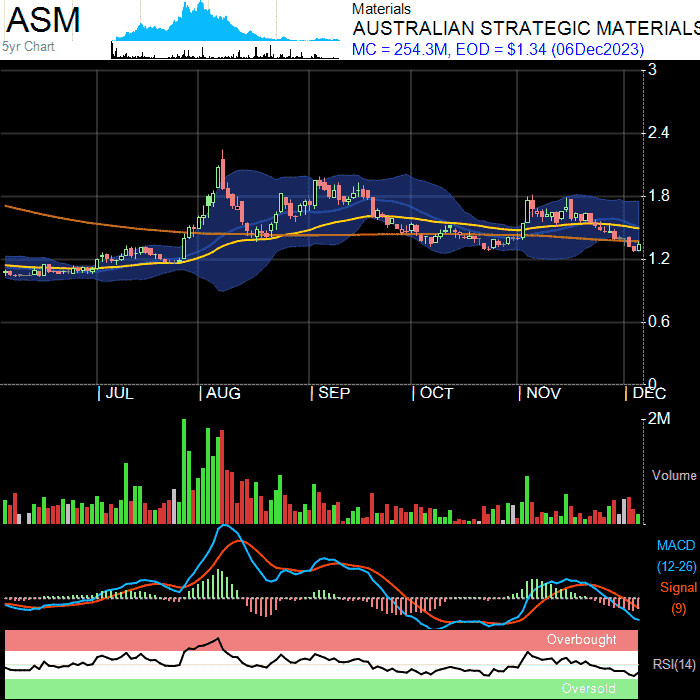 ASM
5yr Chart
Materials
AUSTRALIAN STRATEGIC MATERIALS
MC = 254.3M, EOD = $1.34 (06Dec2023)
3
2.4
1.8
1.2
0.6
0
| JUL
| AUG
| SEP
| OCT
| NOV
| DEC
2M
Volume
MACD
(12-26)
Signal
(9)
Overbought
RSI(14)
Oversold